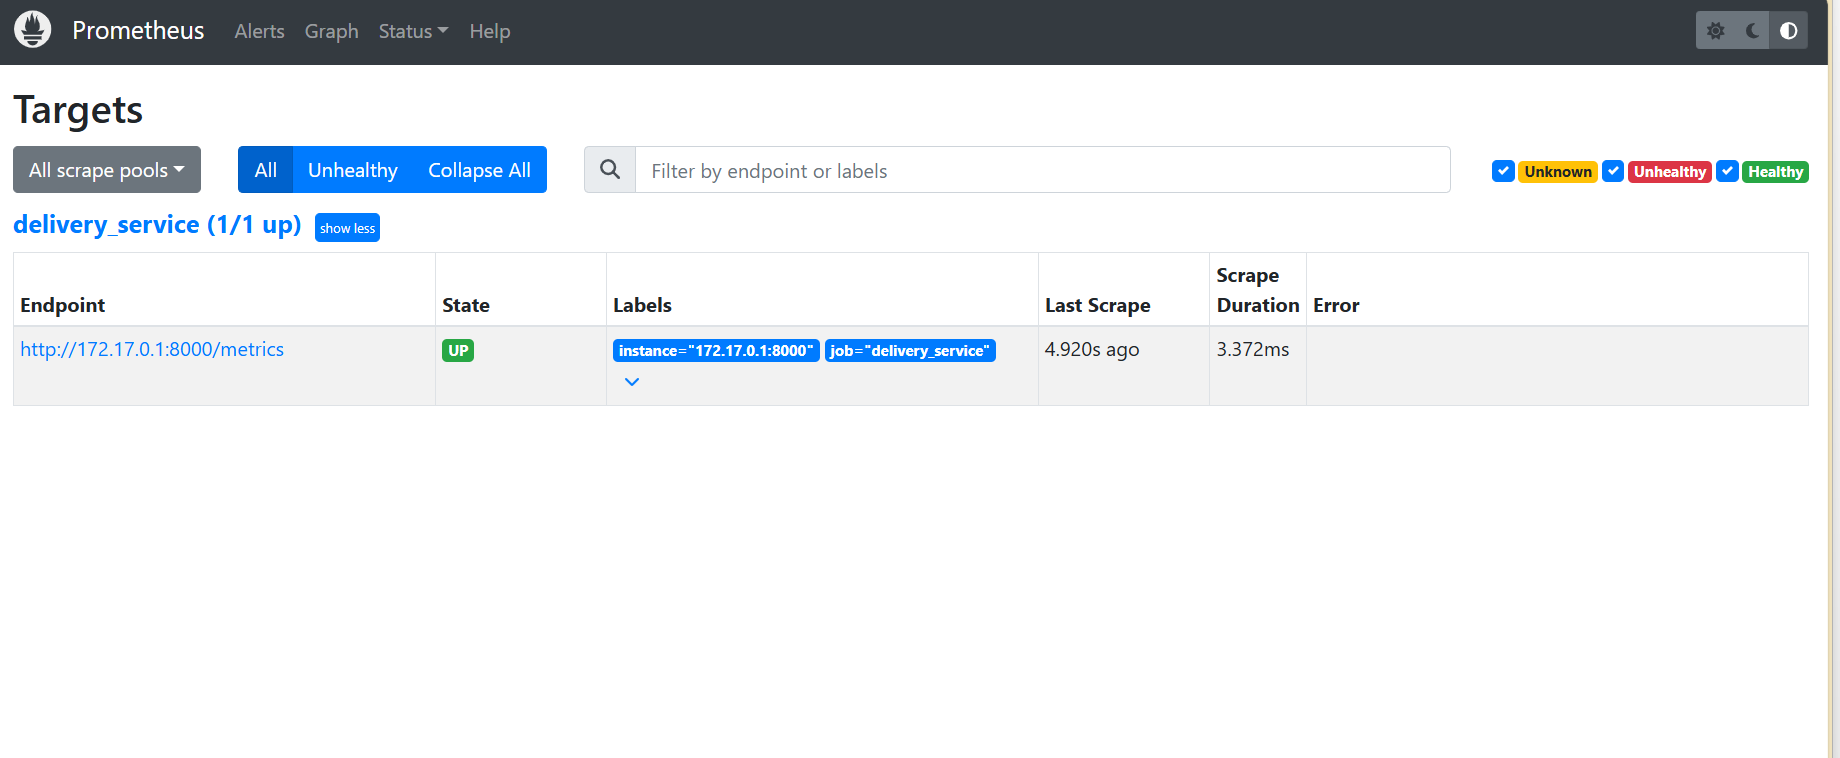 Prometheus Alerts Graph Status Help
Targets
All scrape pools All Unhealthy Collapse All Filter by endpoint or labels Unknown Unhealthy Healthy
delivery_service (1/1 up) show less
Endpoint State Labels Last Scrape Scrape Duration Error
http://172.17.0.1:8000/metrics UP instance="172.17.0.1:8000" job="delivery_service" 4.920s ago 3.372ms